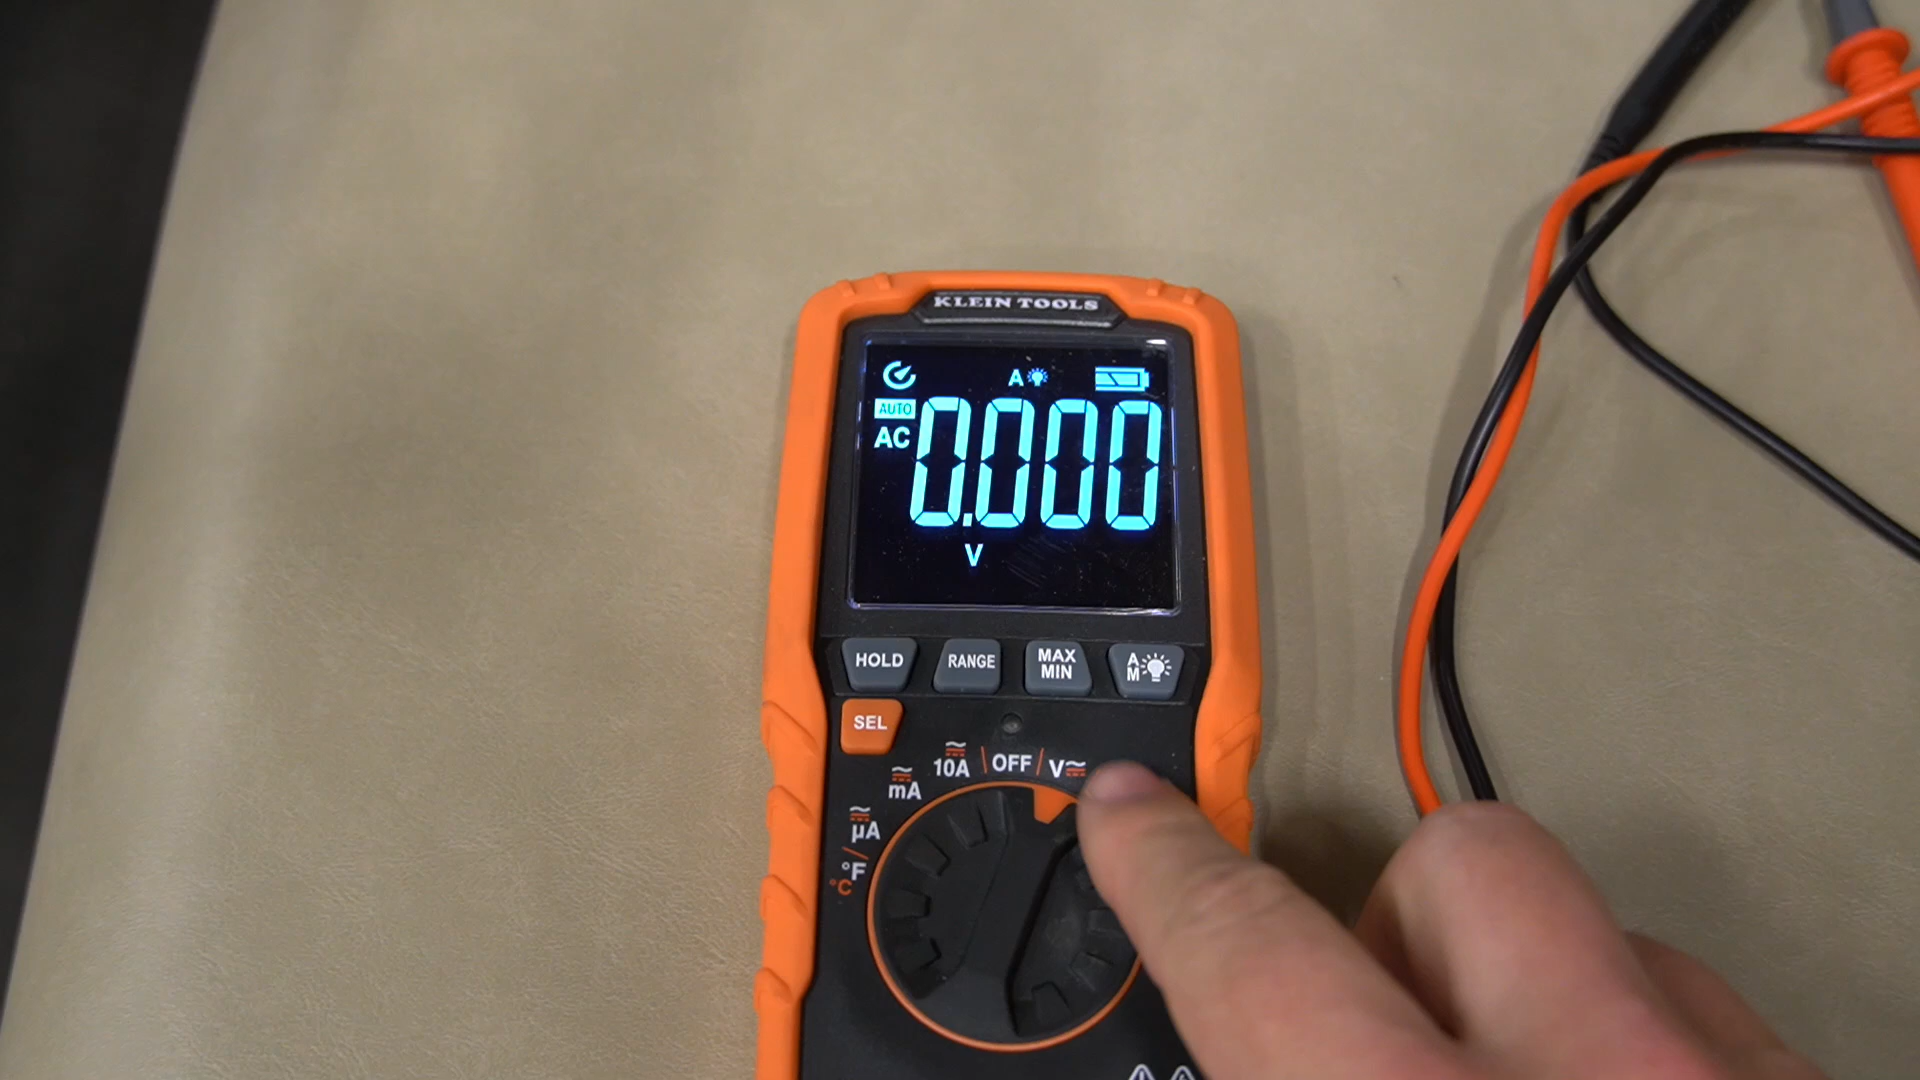 KLEIN TOOLS
A
AUTO
AC 0.000
V
HOLD RANGE MAX MIN A M
SEL
10A OFF V
mA
µA
°F
°C